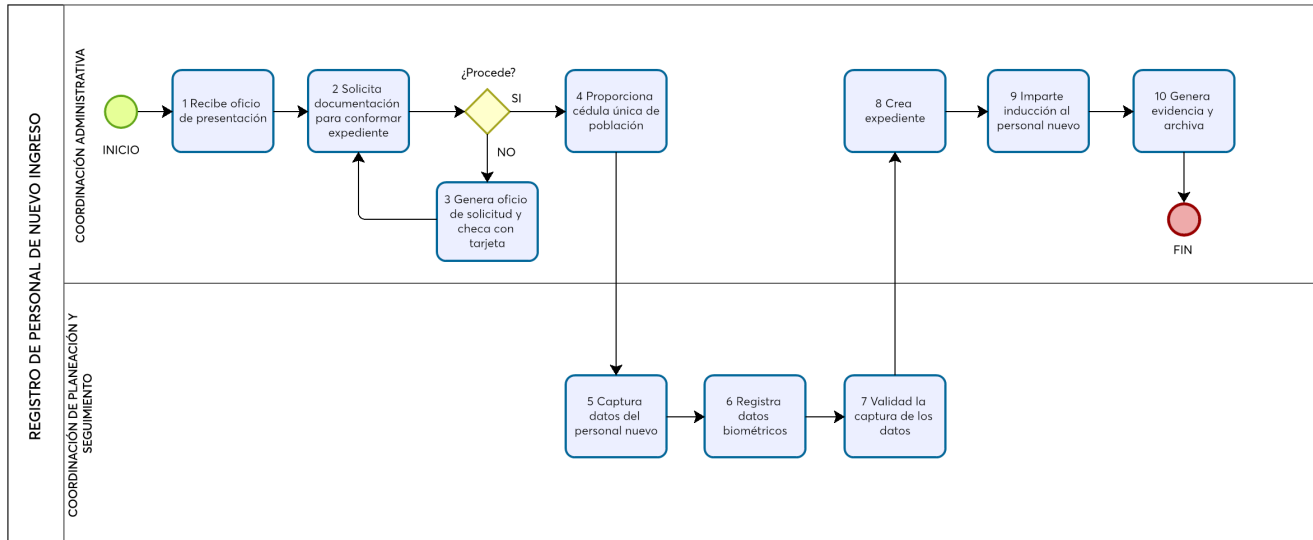 REGISTRO DE PERSONAL DE NUEVO INGRESO
COORDINACIÓN ADMINISTRATIVA
INICIO
1 Recibe oficio
de presentación
2 Solicita
documentación
para conformar
expediente
¿Procede?
SI
NO
3 Genera oficio
de solicitud y
checa con
tarjeta
4 Proporciona
cédula única de
población
8 Crea
expediente
9 Imparte
inducción al
personal nuevo
10 Genera
evidencia y
archiva
FIN
COORDINACIÓN DE PLANEACIÓN Y
SEGUIMIENTO
5 Captura
datos del
personal nuevo
6 Registra
datos
biométricos
7 Validad la
captura de los
datos